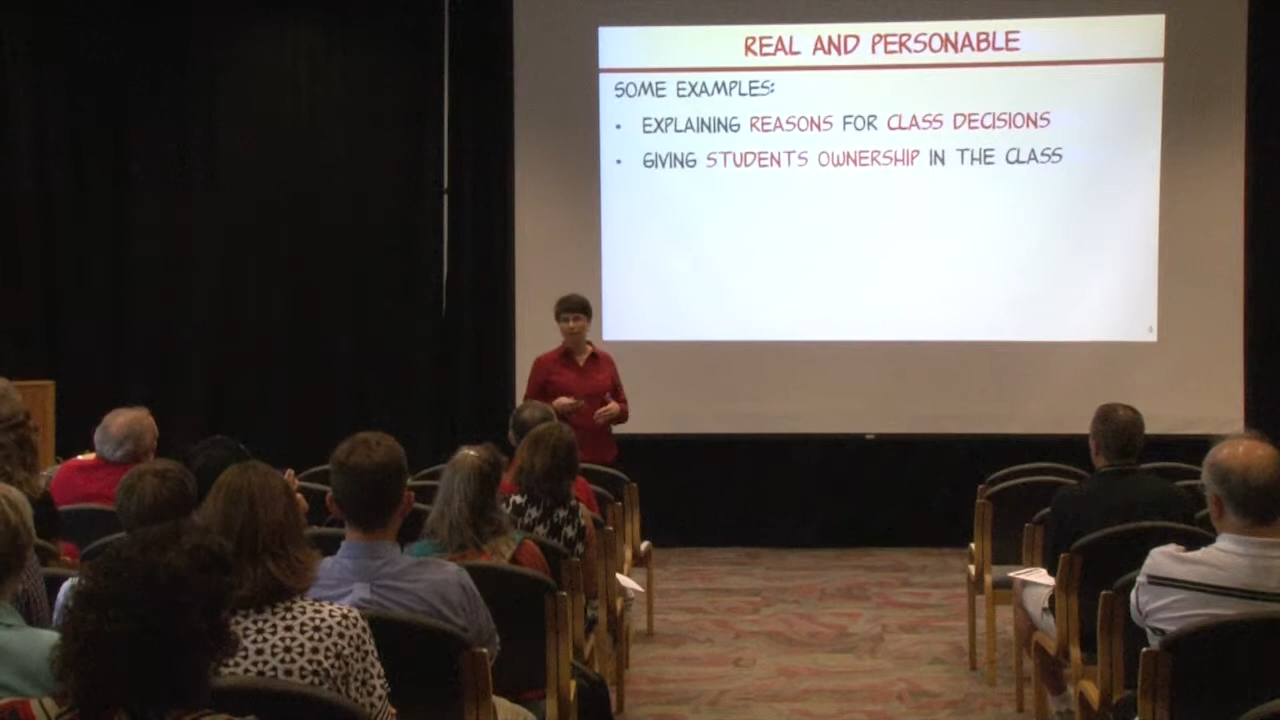 REAL AND PERSONABLE
SOME EXAMPLES:
• EXPLAINING REASONS FOR CLASS DECISIONS
• GIVING STUDENTS OWNERSHIP IN THE CLASS